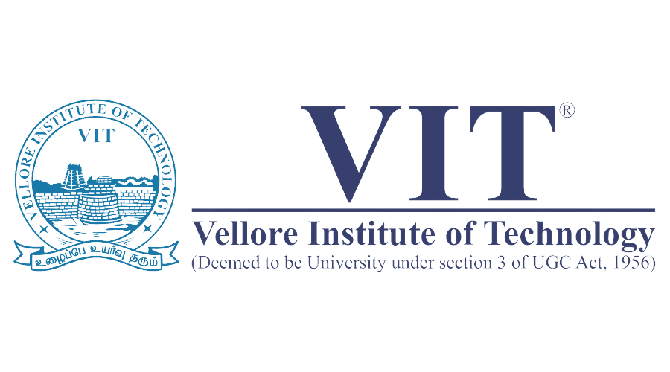 VELLORE INSTITUTE OF TECHNOLOGY
VIT
உழைப்பே உயர்வு தரும்
VIT®
Vellore Institute of Technology
(Deemed to be University under section 3 of UGC Act, 1956)